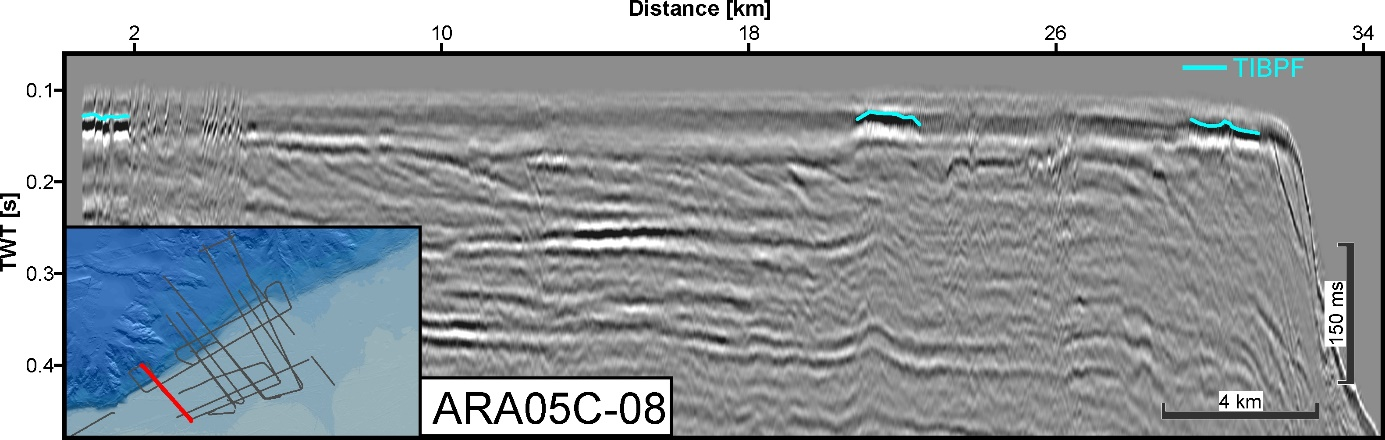 Distance [km]
2 10 18 26 34
TIBPF
0.1
0.2
TWT [s]
0.3
0.4
150 ms
4 km
ARA05C-08